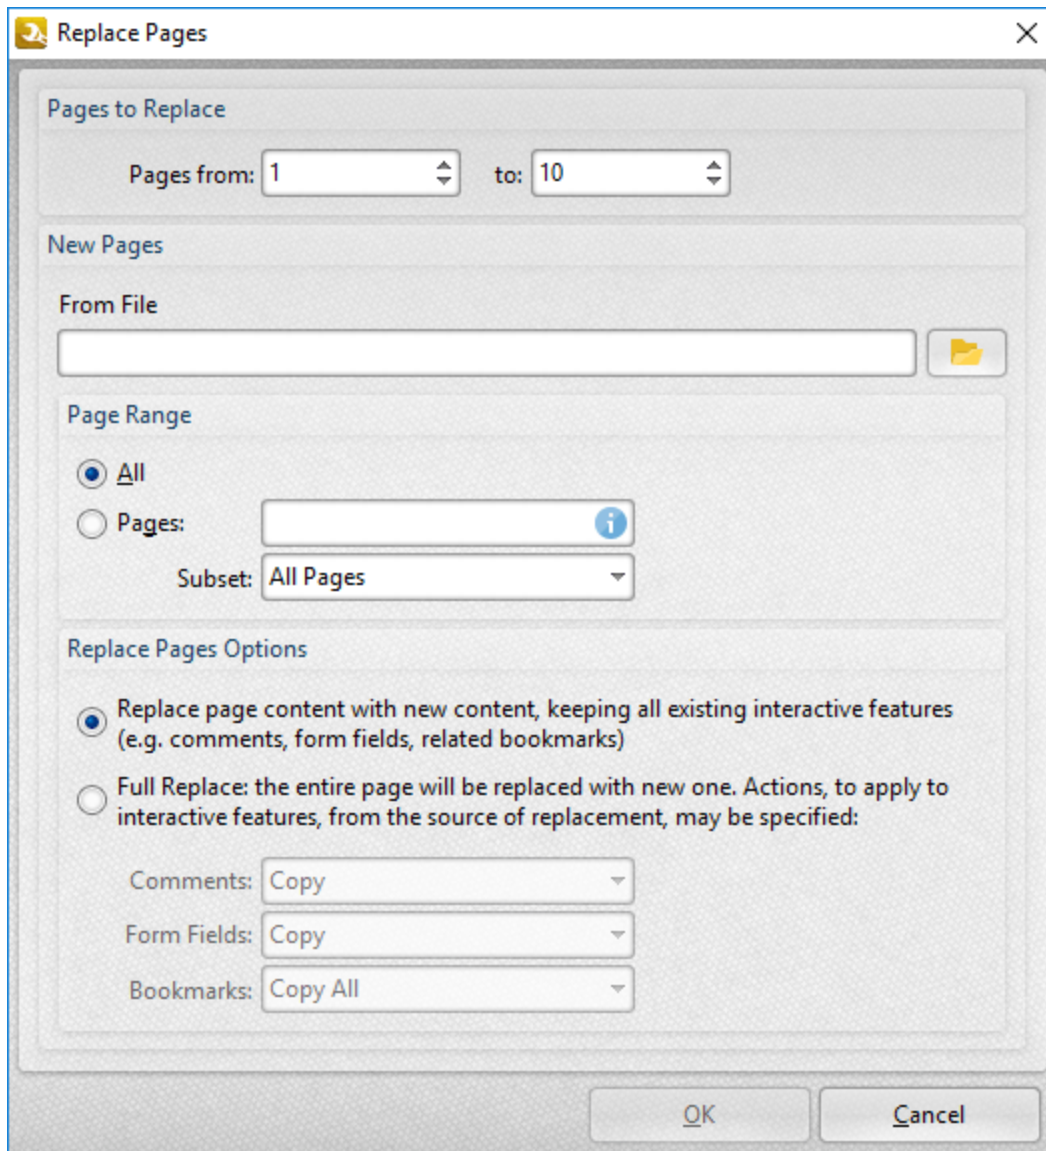 Replace Pages
Pages to Replace
Pages from: 1 to: 10
New Pages
From File
Page Range
All
Pages:
Subset: All Pages
Replace Pages Options
Replace page content with new content, keeping all existing interactive features
(e.g. comments, form fields, related bookmarks)
Full Replace: the entire page will be replaced with new one. Actions, to apply to
interactive features, from the source of replacement, may be specified:
Comments: Copy
Form Fields: Copy
Bookmarks: Copy All
OK Cancel